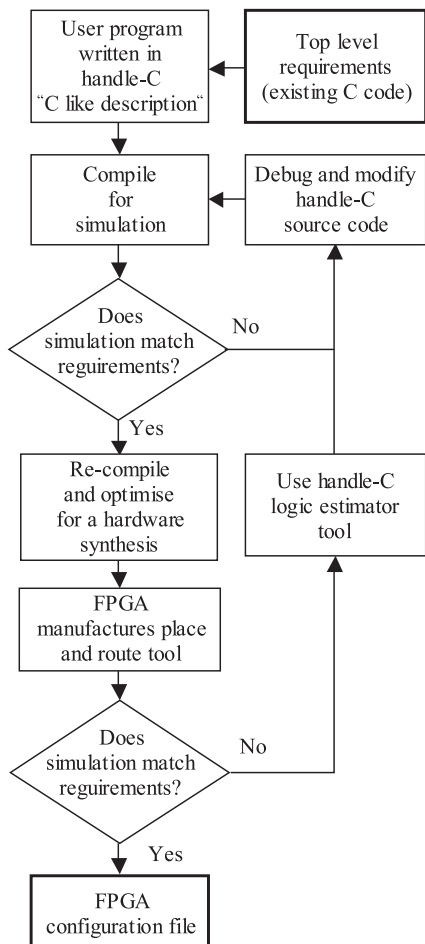 User program
written in
handle-C
“C like description“
Top level
requirements
(existing C code)
Compile
for
simulation
Debug and modify
handle-C
source code
Does
simulation match
reguirements?
No
Yes
Re-compile
and optimise
for a hardware
synthesis
Use handle-C
logic estimator
tool
FPGA
manufactures place
and route tool
Does
simulation match
reguirements?
No
Yes
FPGA
configuration file